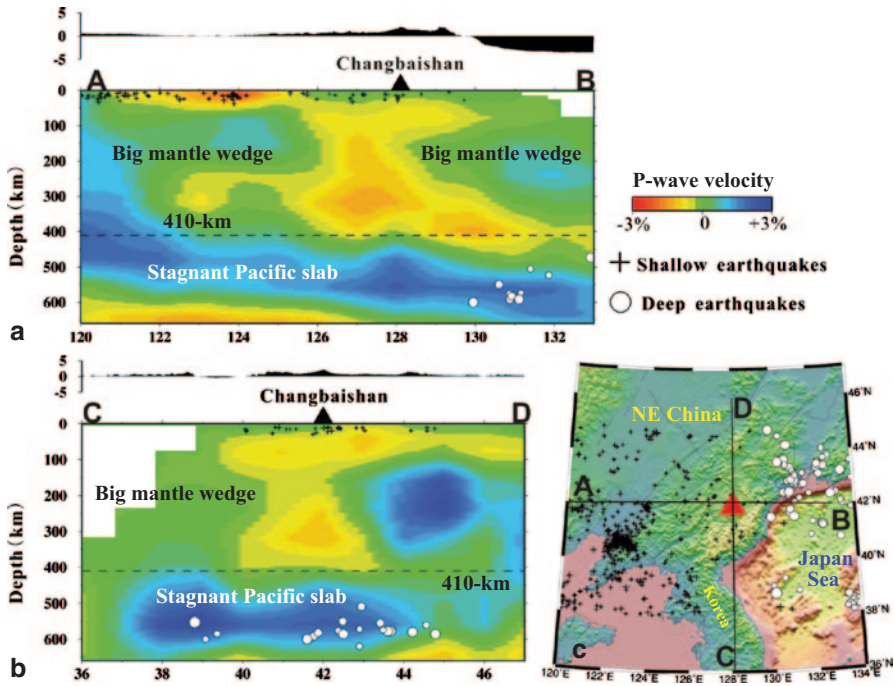 5
0
-5
Changbaishan
A
B
0
100
200
300
400
500
600
Depth (km)
Big mantle wedge
Big mantle wedge
410-km
Stagnant Pacific slab
120
122
124
126
128
130
132
a
P-wave velocity
-3%
0
+3%
Shallow earthquakes
Deep earthquakes
5
0
-5
Changbaishan
C
D
0
100
200
300
400
500
600
Depth (km)
Big mantle wedge
410-km
Stagnant Pacific slab
36
38
40
42
44
46
b
NE China
D
A
B
Japan
Sea
Korea
C
c
46°N
44°N
42°N
40°N
38°N
36°N
120°E
122°E
124°E
126°E
128°E
130°E
132°E
134°E